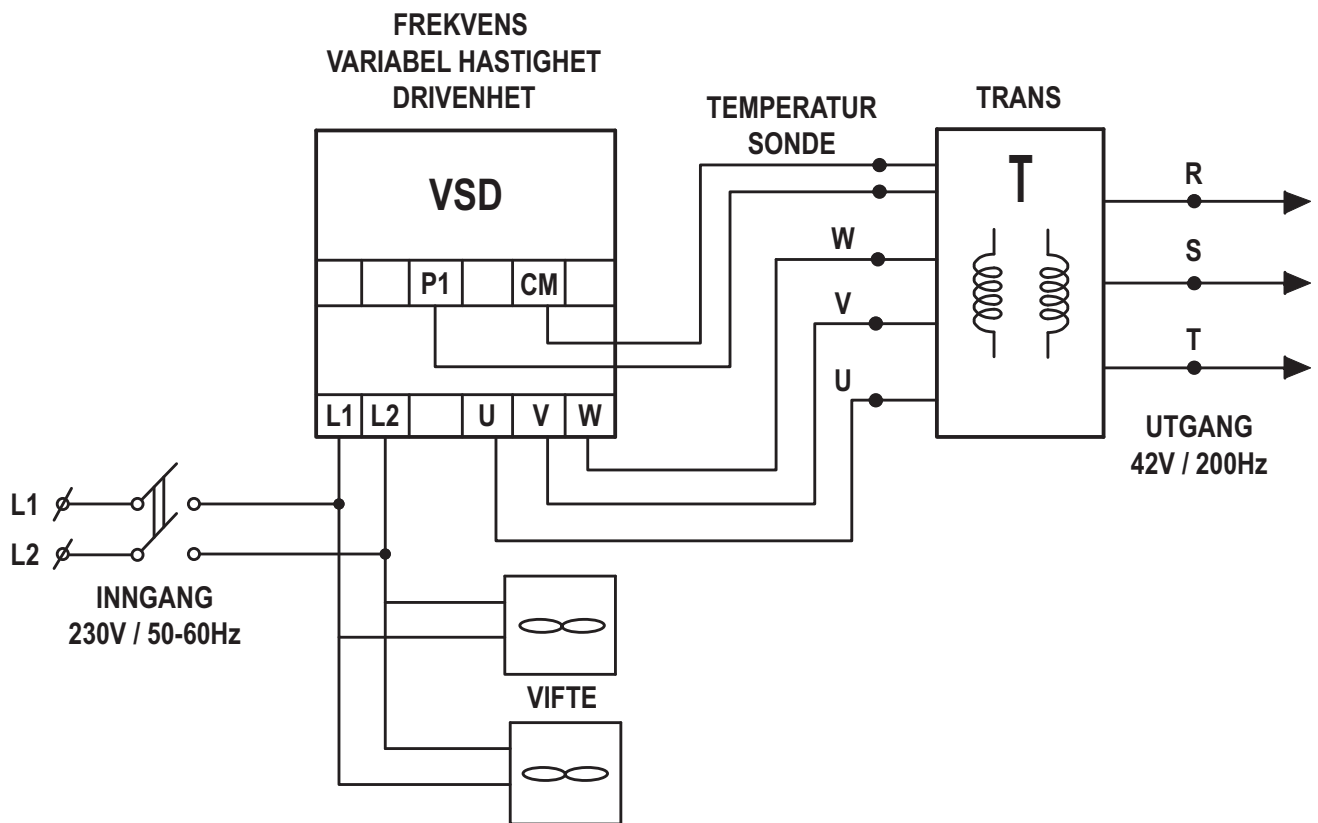 FREKVENS
VARIABEL HASTIGHET
DRIVENHET
TEMPERATUR
SONDE
TRANS
VSD
T
P1
CM
W
V
U
R
S
T
L1
L2
U
V
W
UTGANG
42V / 200Hz
L1
L2
INNGANG
230V / 50-60Hz
VIFTE